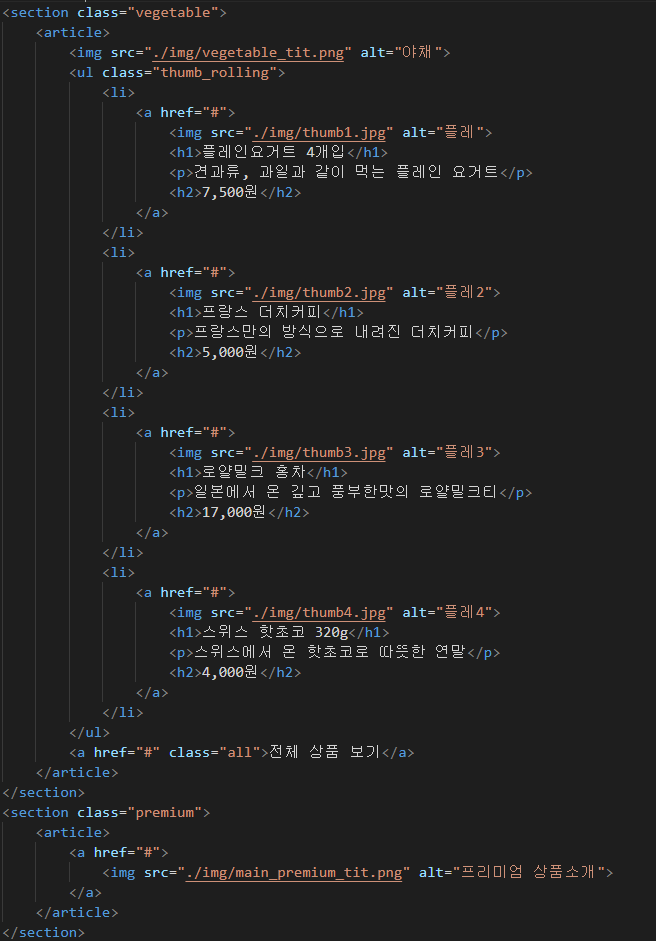 <section class="vegetable">
<article>
<img src="./img/vegetable_tit.png" alt="야채">
<ul class="thumb_rolling">
<li>
<a href="#">
<img src="./img/thumb1.jpg" alt="플레">
<h1>플레인요거트 4개입</h1>
<p>견과류, 과일과 같이 먹는 플레인 요거트</p>
<h2>7,500원</h2>
</a>
</li>
<li>
<a href="#">
<img src="./img/thumb2.jpg" alt="플레2">
<h1>프랑스 더치커피</h1>
<p>프랑스만의 방식으로 내려진 더치커피</p>
<h2>5,000원</h2>
</a>
</li>
<li>
<a href="#">
<img src="./img/thumb3.jpg" alt="플레3">
<h1>로얄밀크 홍차</h1>
<p>일본에서 온 깊고 풍부한맛의 로얄밀크티</p>
<h2>17,000원</h2>
</a>
</li>
<li>
<a href="#">
<img src="./img/thumb4.jpg" alt="플레4">
<h1>스위스 핫초코 320g</h1>
<p>스위스에서 온 핫초코로 따뜻한 연말</p>
<h2>4,000원</h2>
</a>
</li>
</ul>
<a href="#" class="all">전체 상품 보기</a>
</article>
</section>
<section class="premium">
<article>
<a href="#">
<img src="./img/main_premium_tit.png" alt="프리미엄 상품소개">
</a>
</article>
</section>